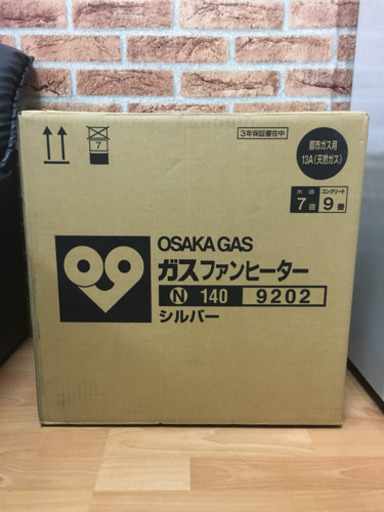 7
3年保証書在中
都市ガス用
13A(天然ガス)
木造 コンクリート
7畳 9畳
OSAKA GAS
ガスファンヒーター
N 140 9202
シルバー